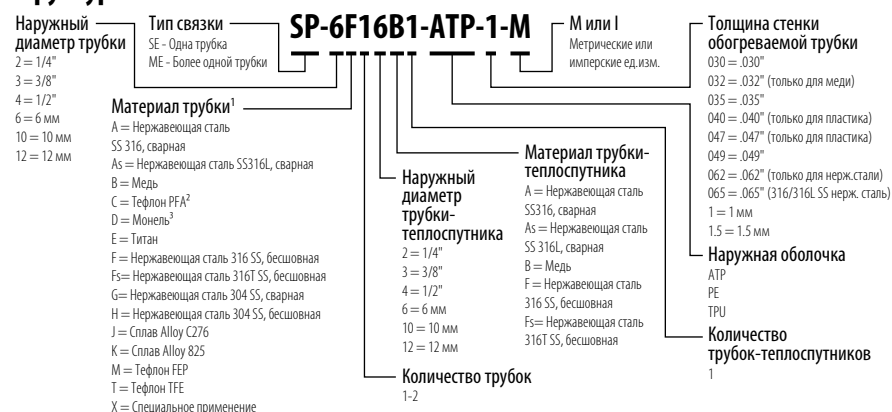 Наружный
диаметр трубки
2 = 1/4"
3 = 3/8"
4 = 1/2"
6 = 6 мм
10 = 10 мм
12 = 12 мм
Тип связки
SE - Одна трубка
ME - Более одной трубки
SP-6F16B1-ATP-1-M
М или I
Метрические или
имперские ед.изм.
Толщина стенки
обогреваемой трубки
030 = .030"
032 = .032" (только для меди)
035 = .035"
040 = .040" (только для пластика)
047 = .047" (только для пластика)
049 = .049"
062 = .062" (только для нерж.стали)
065 = .065" (316/316L SS нерж. сталь)
1 = 1 мм
1.5 = 1.5 мм
Материал трубки¹
A = Нержавеющая сталь
SS 316, сварная
As = Нержавеющая сталь SS316L, сварная
B = Медь
C = Тефлон PFA²
D = Монель³
E = Титан
F = Нержавеющая сталь 316 SS, бесшовная
Fs= Нержавеющая сталь 316T SS, бесшовная
G= Нержавеющая сталь 304 SS, сварная
H = Нержавеющая сталь 304 SS, бесшовная
J = Сплав Alloy C276
K = Сплав Alloy 825
M = Тефлон FEP
T = Тефлон TFE
X = Специальное применение
Наружный
диаметр
трубки-
теплоспутника
2 = 1/4"
3 = 3/8"
4 = 1/2"
6 = 6 мм
10 = 10 мм
12 = 12 мм
Количество трубок
1-2
Материал трубки-
теплоспутника
A = Нержавеющая сталь
SS316, сварная
As = Нержавеющая сталь
SS 316L, сварная
B = Медь
F = Нержавеющая сталь
316 SS, бесшовная
Fs= Нержавеющая сталь
316T SS, бесшовная
Наружная оболочка
ATP
PE
TPU
Количество
трубок-теплоспутников
1